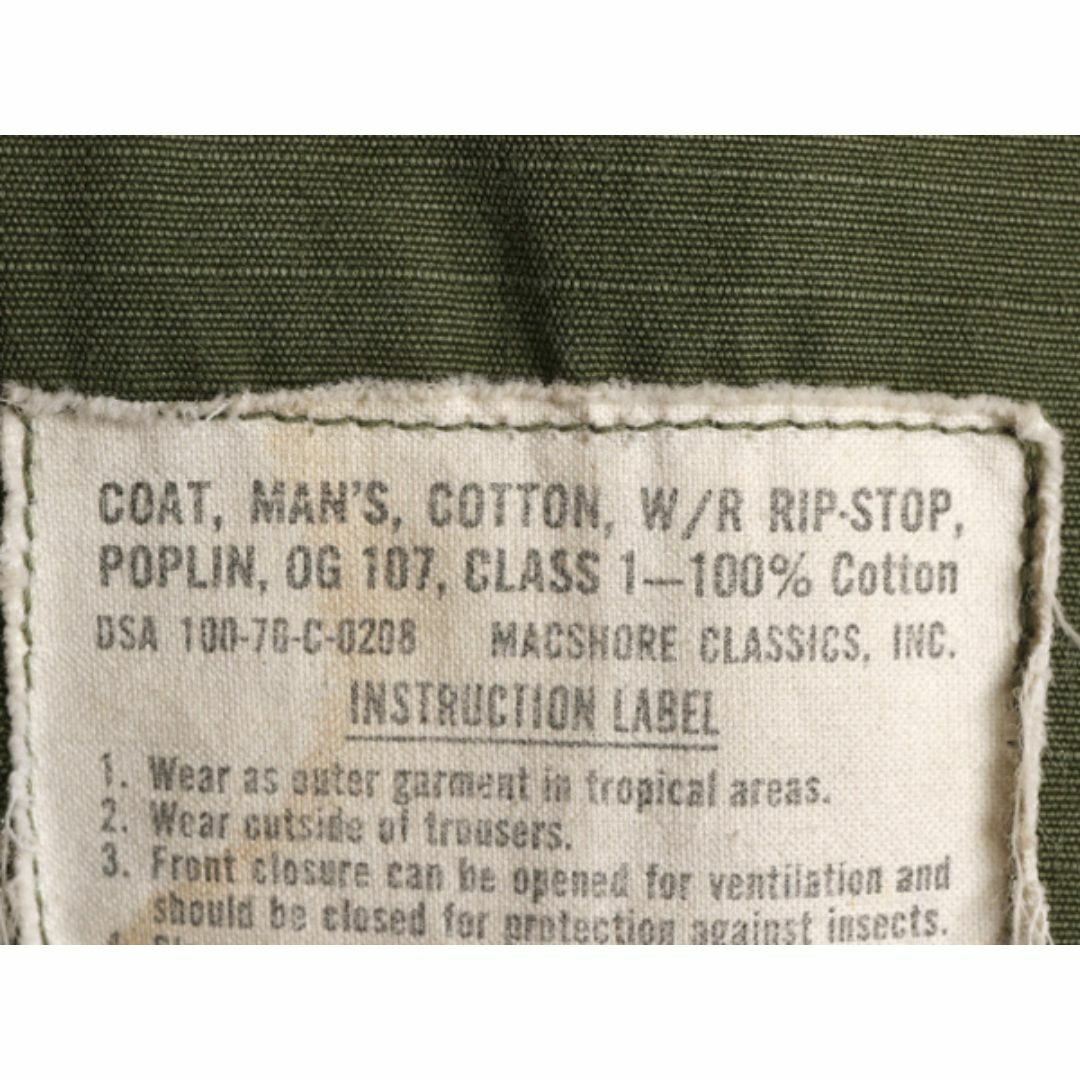 COAT, MAN'S, COTTON, W/R RIP-STOP,
POPLIN, OG 107, CLASS 1—100% Cotton
DSA 100-70-C-0208 MACSHORE CLASSICS, INC.
INSTRUCTION LABEL
1. Wear as outer garment in tropical areas.
2. Wear outside of trousers.
3. Front closure can be opened for ventilation and
should be closed for protection against insects.